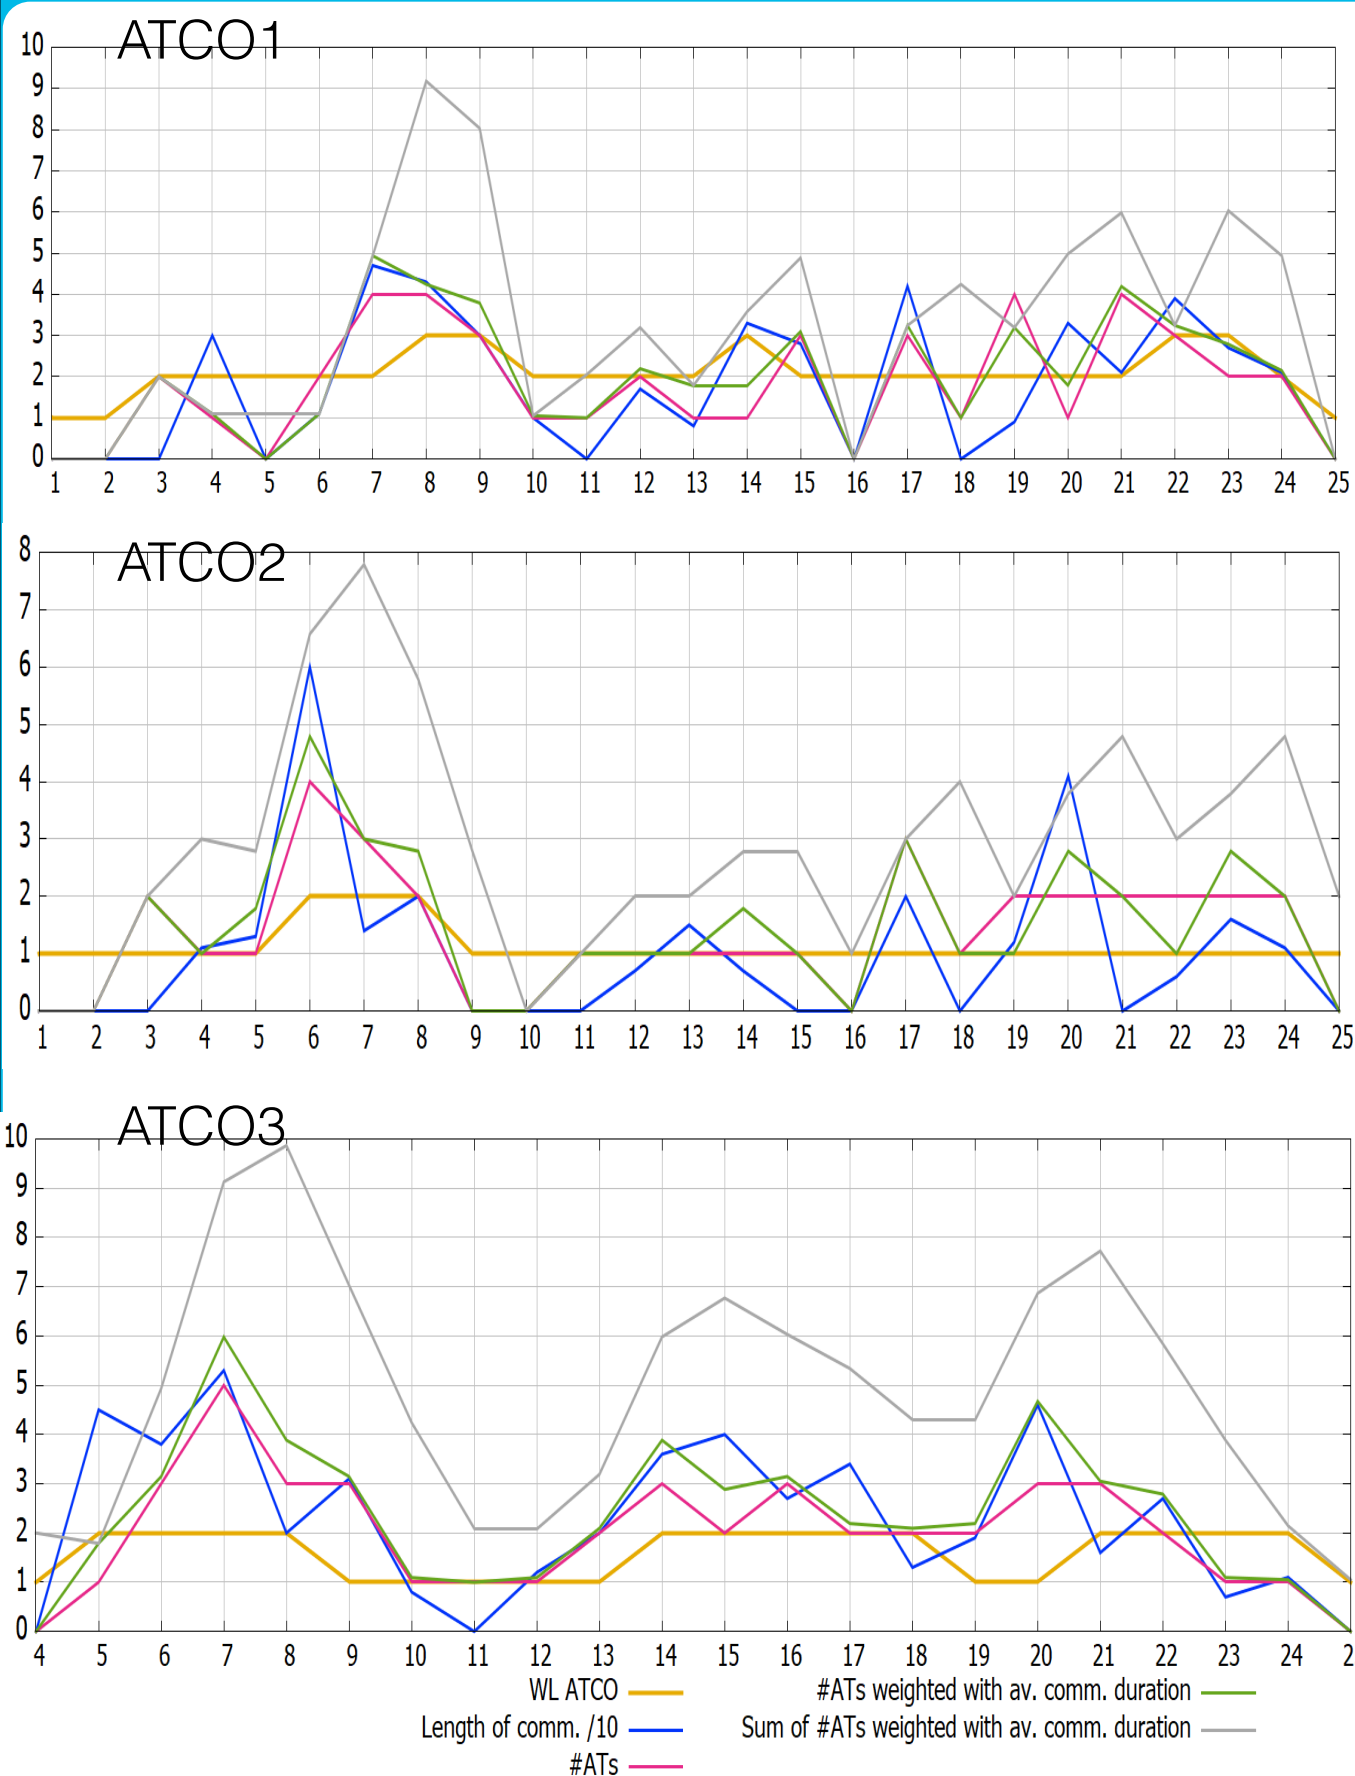 ATCO1
10
9
8
7
6
5
4
3
2
1
0
1 2 3 4 5 6 7 8 9 10 11 12 13 14 15 16 17 18 19 20 21 22 23 24 25
ATCO2
8
7
6
5
4
3
2
1
0
1 2 3 4 5 6 7 8 9 10 11 12 13 14 15 16 17 18 19 20 21 22 23 24 25
ATCO3
10
9
8
7
6
5
4
3
2
1
0
4 5 6 7 8 9 10 11 12 13 14 15 16 17 18 19 20 21 22 23 24 2
WL ATCO
Length of comm. /10
#ATs
#ATs weighted with av. comm. duration
Sum of #ATs weighted with av. comm. duration